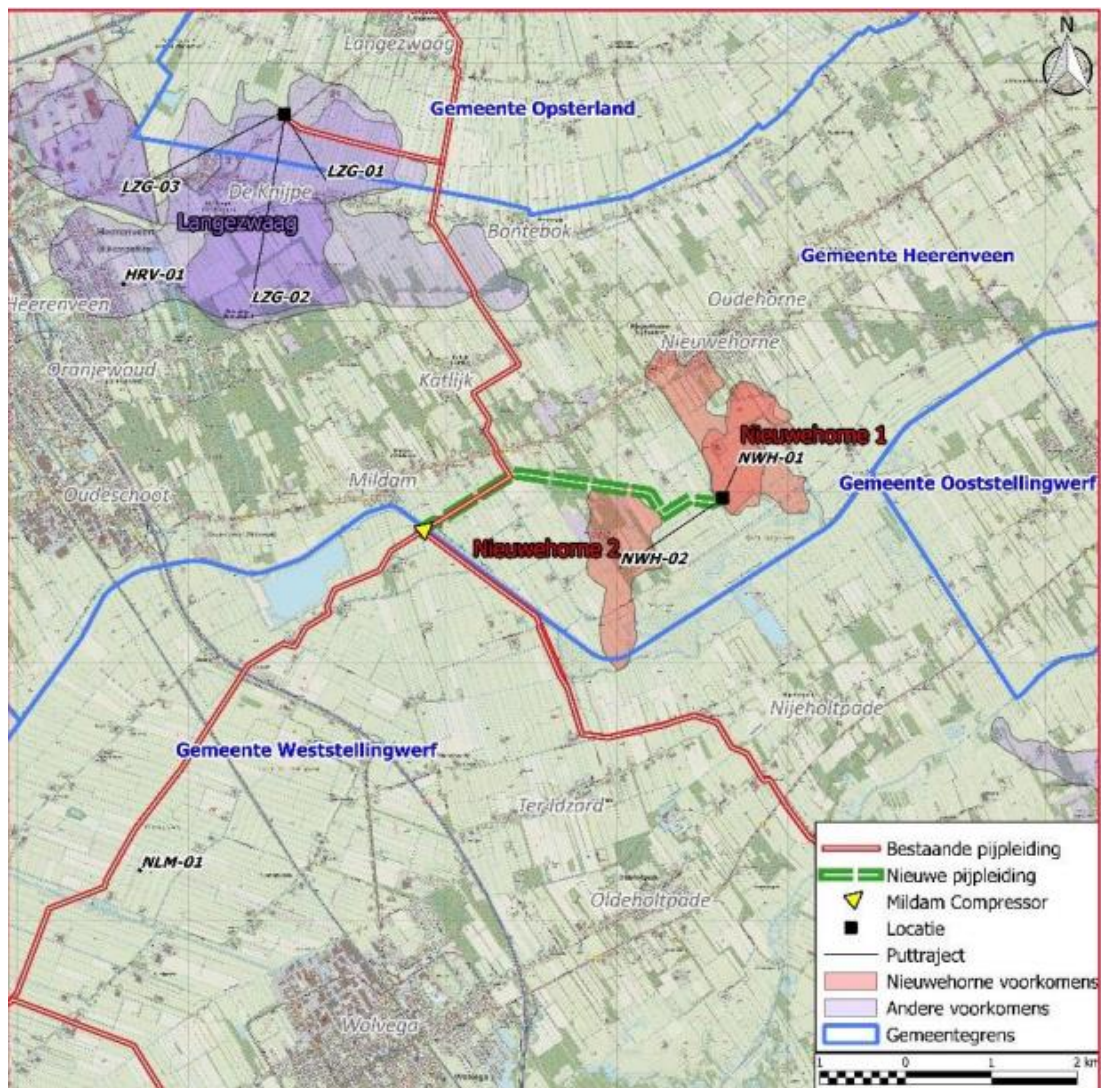 Langezwaag
N
Gemeente Opsterland
LZG-03
LZG-01
De Knijpe
Langezwaag
Bontebok
Gemeente Heerenveen
HRV-01
LZG-02
Heerenveen
Oudehorne
Nieuwehorne
Oranjewoud
Katlijk
Nieuwehorne 1
NWH-01
Mildam
Gemeente Ooststellingwerf
Oudeschoot
Nieuwehorne 2
NWH-02
Nijeholtpade
Gemeente Weststellingwerf
Ter Idzard
NLM-01
Oldeholtpade
Wolvega
Bestaande pijpleiding
Nieuwe pijpleiding
Mildam Compressor
Locatie
Puttraject
Nieuwehorne voorkomens
Andere voorkomens
Gemeentegrens
1 0 1 2 km